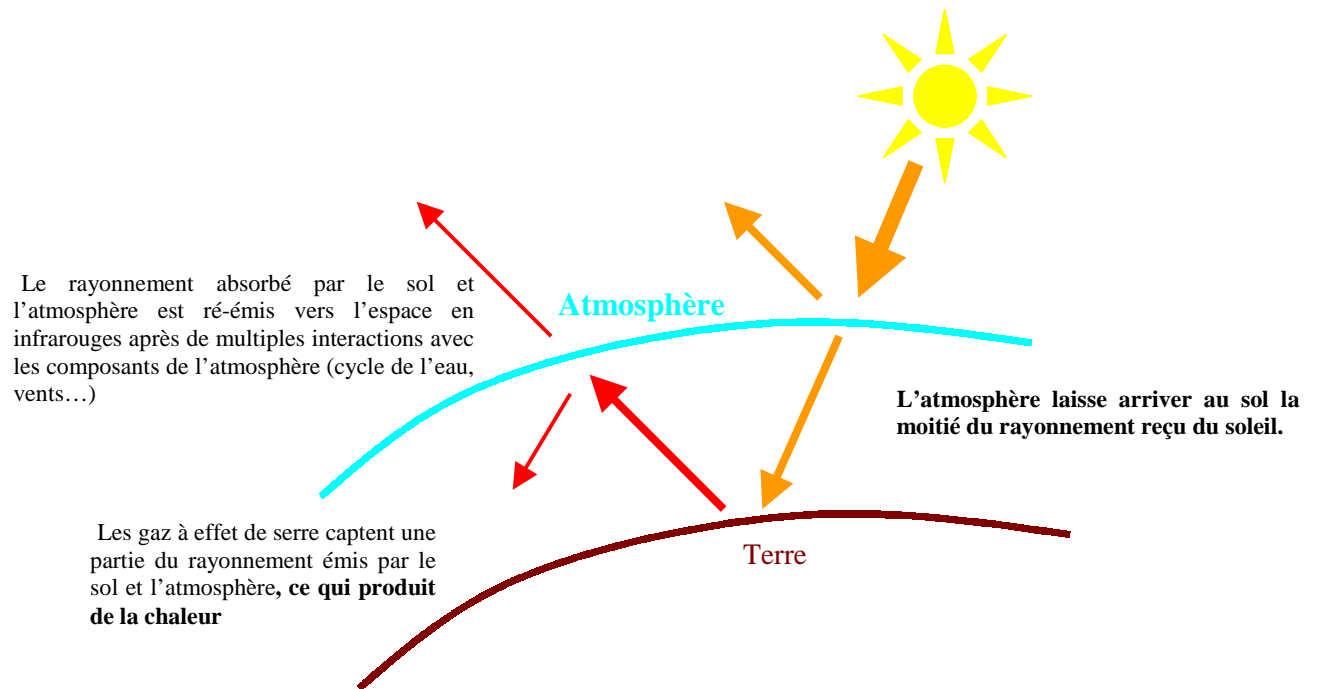 Le rayonnement absorbé par le sol et
l’atmosphère est ré-émis vers l’espace en
infrarouges après de multiples interactions avec
les composants de l’atmosphère (cycle de l’eau,
vents…)
Atmosphère
L’atmosphère laisse arriver au sol la
moitié du rayonnement reçu du soleil.
Les gaz à effet de serre captent une
partie du rayonnement émis par le
sol et l’atmosphère, ce qui produit
de la chaleur
Terre